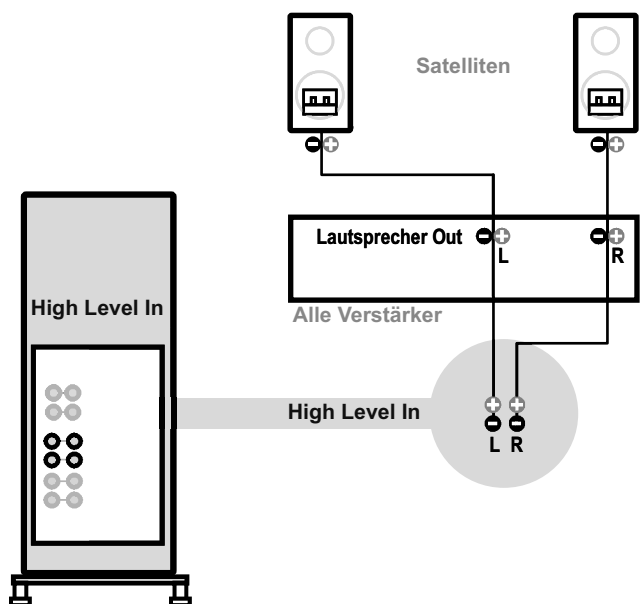 Satelliten
Lautsprecher Out
L
R
High Level In
Alle Verstärker
High Level In
L R